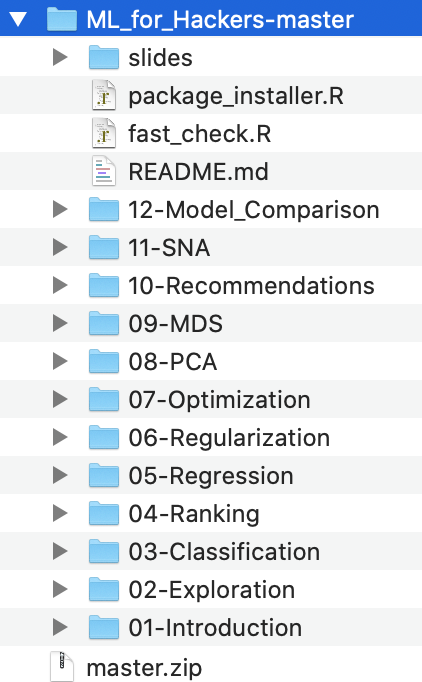 ML_for_Hackers-master
slides
package_installer.R
fast_check.R
README.md
12-Model_Comparison
11-SNA
10-Recommendations
09-MDS
08-PCA
07-Optimization
06-Regularization
05-Regression
04-Ranking
03-Classification
02-Exploration
01-Introduction
master.zip